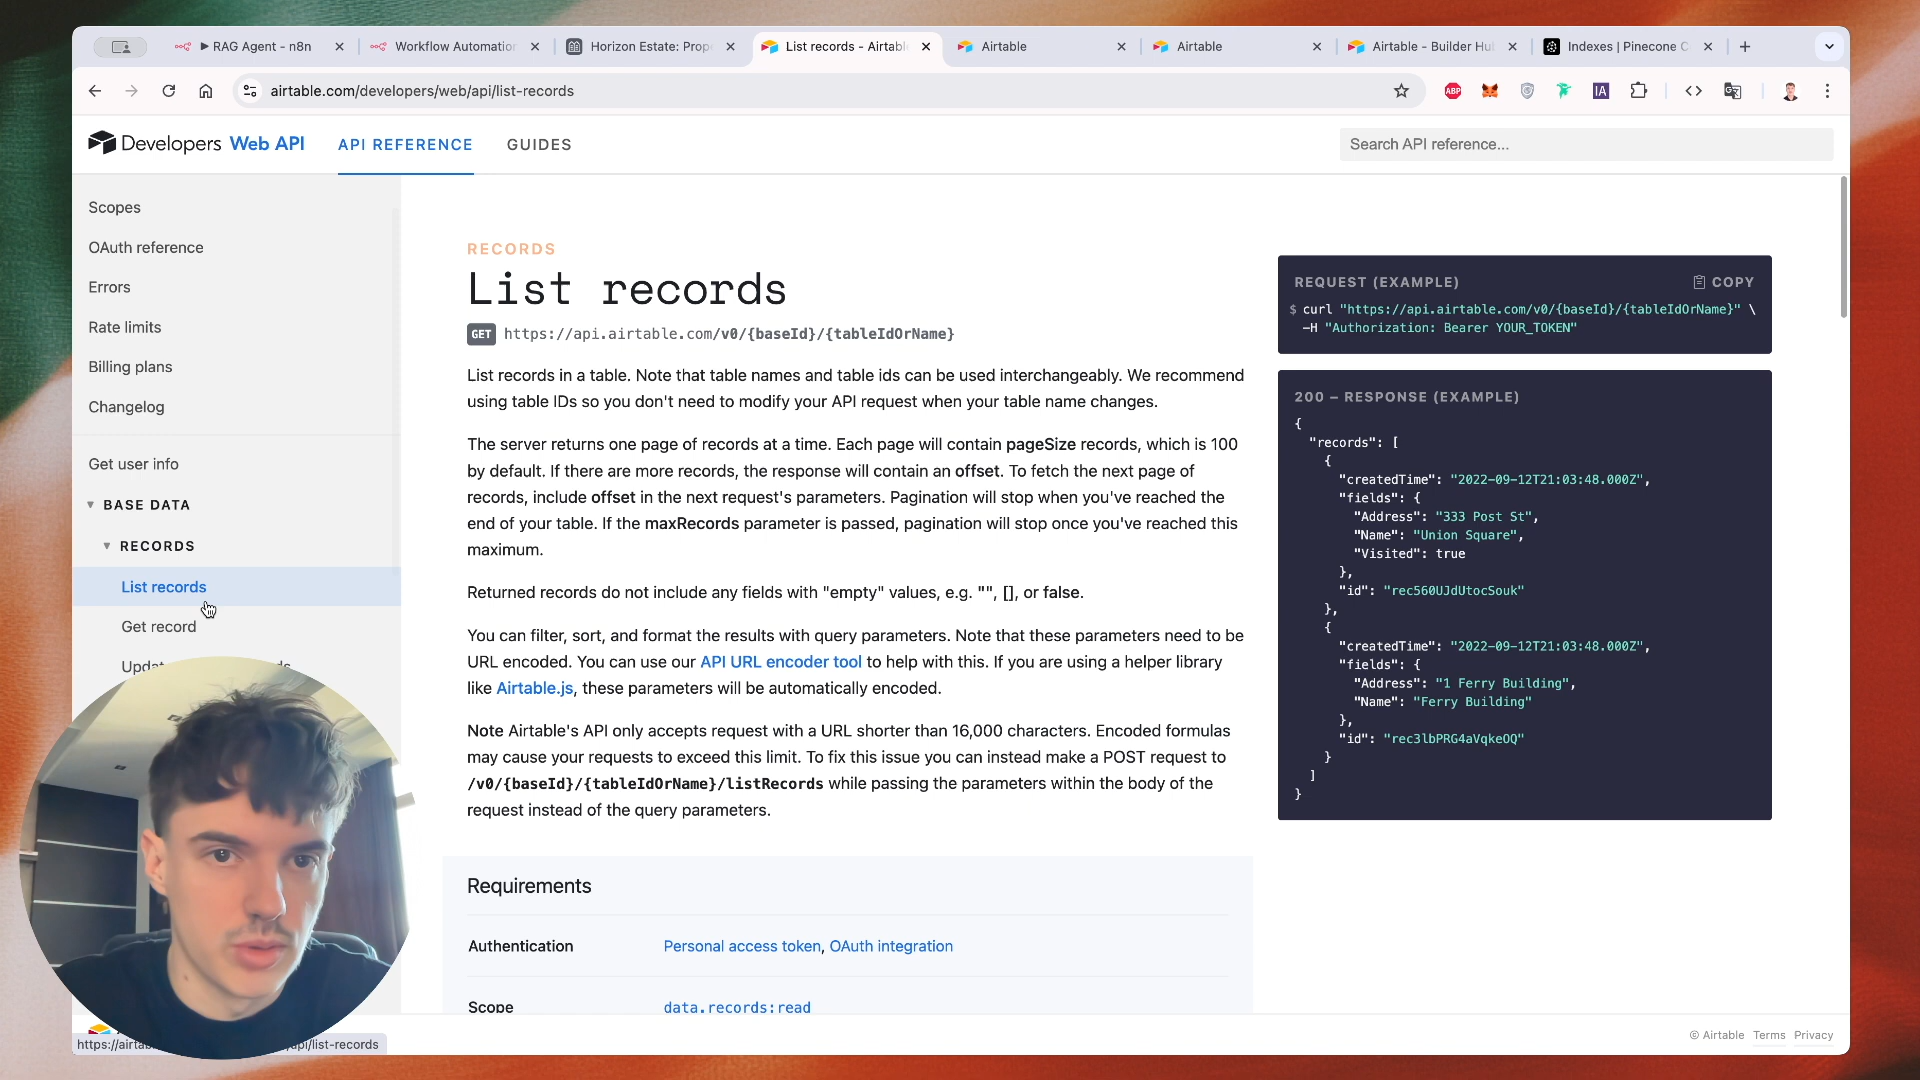 RAG Agent - n8n
Workflow Automation
Horizon Estate: Prop
List records - Airtabl
Airtable
Airtable
Airtable - Builder Hu
Indexes | Pinecone C
airtable.com/developers/web/api/list-records
ABP
IA
Developers Web API
API REFERENCE
GUIDES
Search API reference...
Scopes
OAuth reference
Errors
Rate limits
Billing plans
Changelog
Get user info
BASE DATA
RECORDS
List records
Get record
RECORDS
List records
GET https://api.airtable.com/v0/{baseId}/{tableIdOrName}
List records in a table. Note that table names and table ids can be used interchangeably. We recommend
using table IDs so you don't need to modify your API request when your table name changes.
The server returns one page of records at a time. Each page will contain pageSize records, which is 100
by default. If there are more records, the response will contain an offset. To fetch the next page of
records, include offset in the next request's parameters. Pagination will stop when you've reached the
end of your table. If the maxRecords parameter is passed, pagination will stop once you've reached this
maximum.
Returned records do not include any fields with "empty" values, e.g. "", [], or false.
You can filter, sort, and format the results with query parameters. Note that these parameters need to be
URL encoded. You can use our API URL encoder tool to help with this. If you are using a helper library
like Airtable.js, these parameters will be automatically encoded.
Note Airtable's API only accepts request with a URL shorter than 16,000 characters. Encoded formulas
may cause your requests to exceed this limit. To fix this issue you can instead make a POST request to
/v0/{baseId}/{tableIdOrName}/listRecords while passing the parameters within the body of the
request instead of the query parameters.
Requirements
Authentication
Personal access token, OAuth integration
Scope
data.records:read
REQUEST (EXAMPLE)
COPY
$ curl "https://api.airtable.com/v0/{baseId}/{tableIdOrName}" \
-H "Authorization: Bearer YOUR_TOKEN"
200 – RESPONSE (EXAMPLE)
{
"records": [
{
"createdTime": "2022-09-12T21:03:48.000Z",
"fields": {
"Address": "333 Post St",
"Name": "Union Square",
"Visited": true
},
"id": "rec560UJdUtocSouk"
},
{
"createdTime": "2022-09-12T21:03:48.000Z",
"fields": {
"Address": "1 Ferry Building",
"Name": "Ferry Building"
},
"id": "rec3lbPRG4aVqkeOQ"
}
]
}
© Airtable Terms Privacy